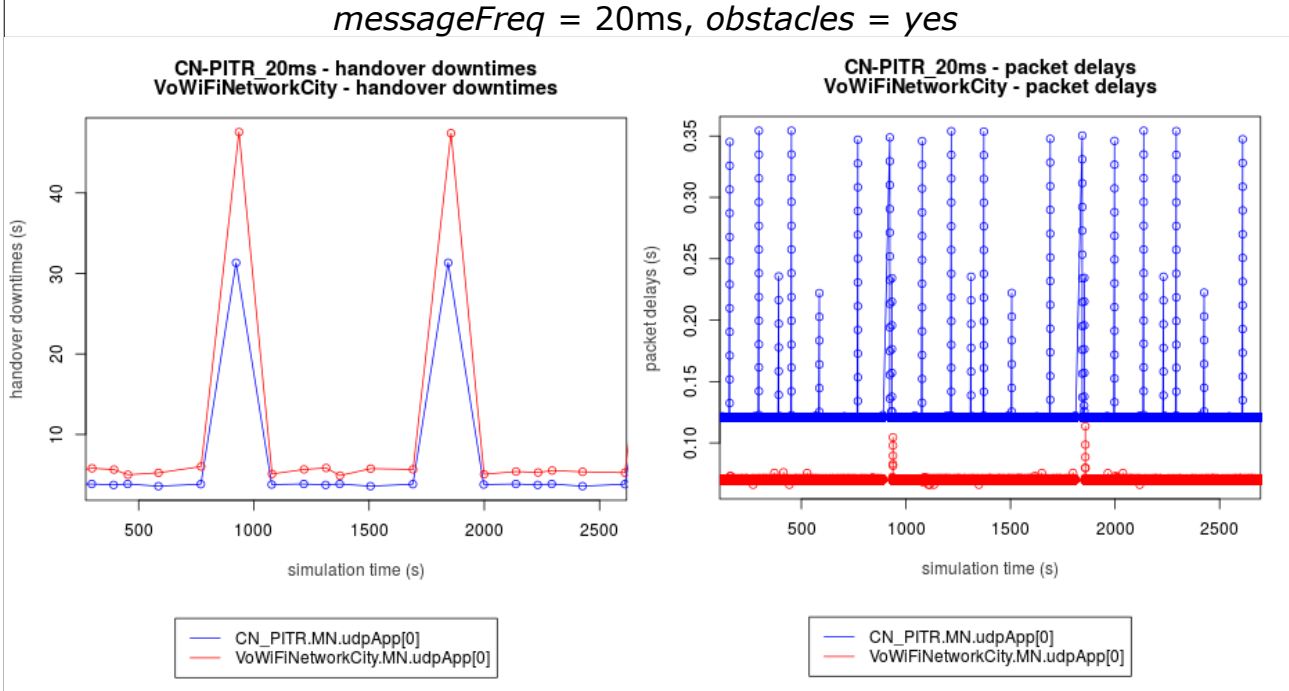 messageFreq = 20ms, obstacles = yes
CN-PITR_20ms - handover downtimes
VoWiFiNetworkCity - handover downtimes
handover downtimes (s)
40
30
20
10
500
1000
1500
2000
2500
simulation time (s)
CN_PITR.MN.udpApp[0]
VoWiFiNetworkCity.MN.udpApp[0]
CN-PITR_20ms - packet delays
VoWiFiNetworkCity - packet delays
packet delays (s)
0.35
0.30
0.25
0.20
0.15
0.10
500
1000
1500
2000
2500
simulation time (s)
CN_PITR.MN.udpApp[0]
VoWiFiNetworkCity.MN.udpApp[0]